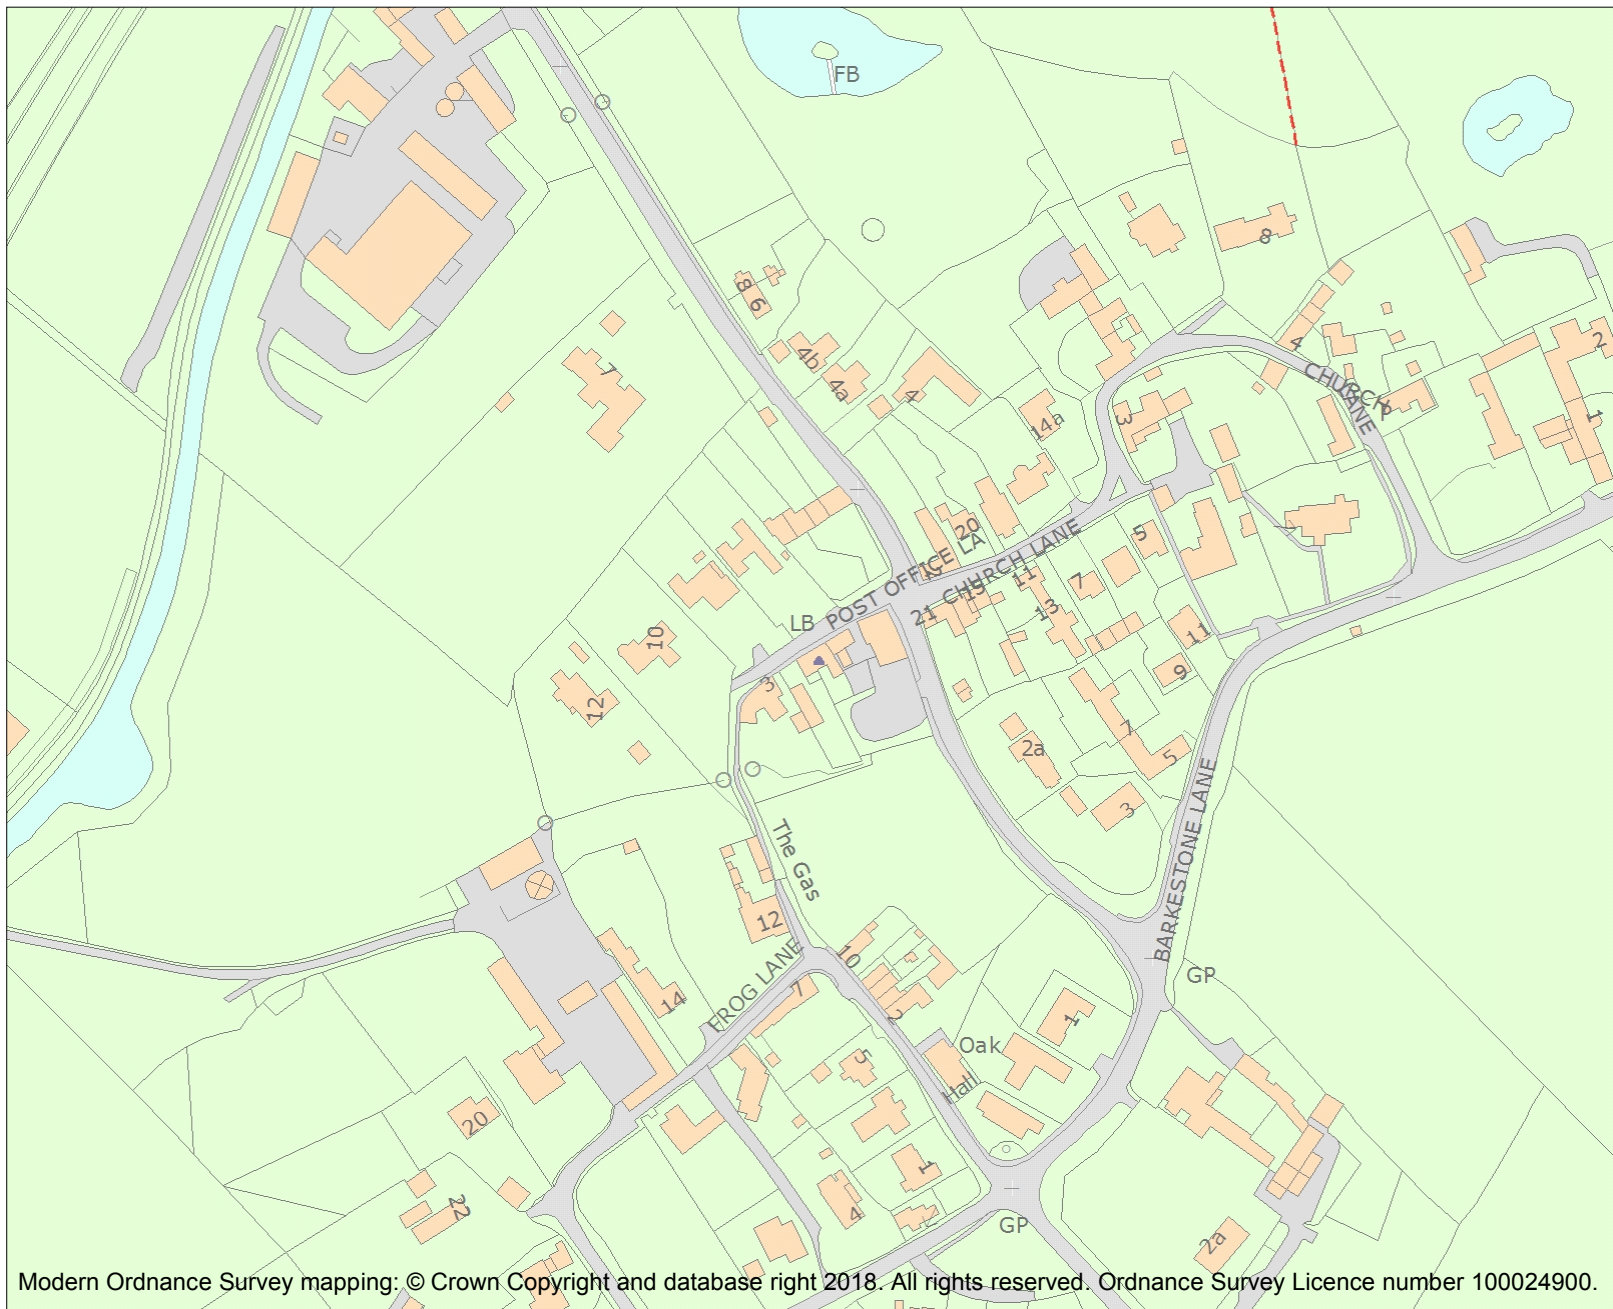 FB
8
8
6
4b
4a
4
7
14a
3
4
CHURCH
LANE
P
2
1
20
POST OFFICE LA
CHURCH LANE
21
15
11
13
7
5
11
9
LB
10
12
3
7
5
2a
3
BARKESTONE LANE
The Gas
12
10
FROG LANE
7
14
2
GP
1
Oak
Hall
5
20
1
4
22
GP
2a
Modern Ordnance Survey mapping: © Crown Copyright and database right 2018. All rights reserved. Ordnance Survey Licence number 100024900.